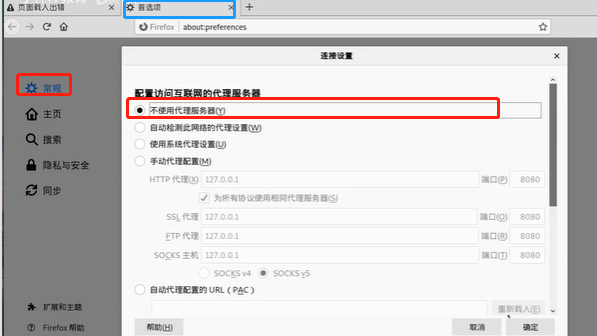 页面载入出错
首选项
Firefox
about:preferences
连接设置
常规
主页
搜索
隐私与安全
同步
扩展和主题
Firefox 帮助
配置访问互联网的代理服务器
不使用代理服务器(Y)
自动检测此网络的代理设置(W)
使用系统代理设置(U)
手动代理配置(M)
HTTP 代理(X) 127.0.0.1 端口(P) 8080
为所有协议使用相同代理服务器(S)
SSL 代理 127.0.0.1 端口(O) 8080
FTP 代理 127.0.0.1 端口(R) 8080
SOCKS 主机 127.0.0.1 端口(T) 8080
SOCKS v4 SOCKS v5
自动代理配置的 URL（PAC）
重新载入(E)
帮助(H) 取消 确定